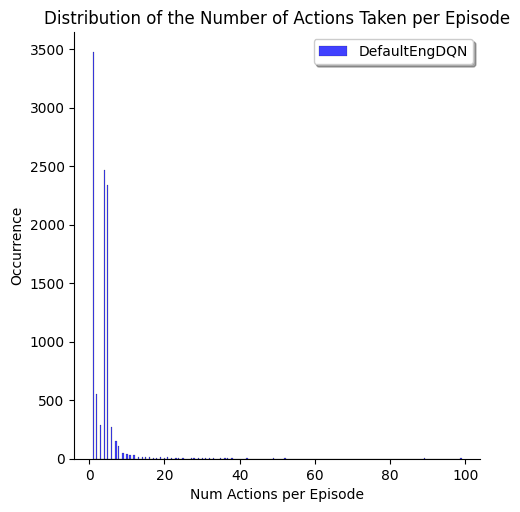 Distribution of the Number of Actions Taken per Episode
DefaultEngDQN
3500
3000
2500
2000
1500
1000
500
0
Occurrence
0 20 40 60 80 100
Num Actions per Episode